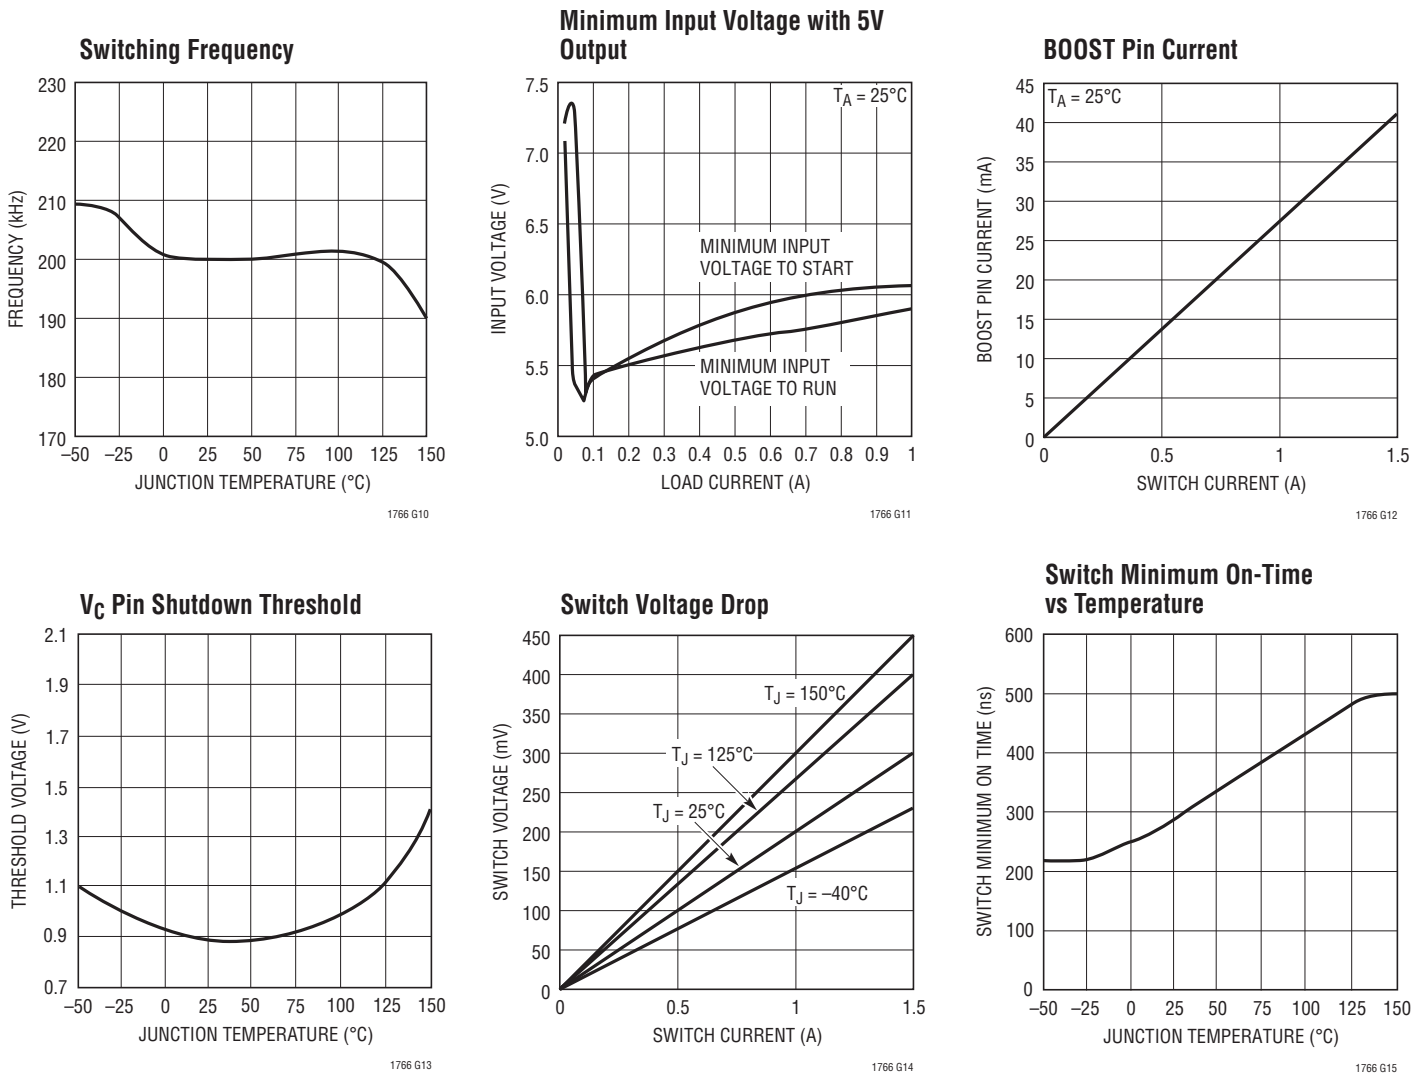 Switching Frequency
230
220
210
200
190
180
170
–50 –25 0 25 50 75 100 125 150
FREQUENCY (kHz)
JUNCTION TEMPERATURE (°C)
1766 G10
Minimum Input Voltage with 5V
Output
7.5
7.0
6.5
6.0
5.5
5.0
0 0.1 0.2 0.3 0.4 0.5 0.6 0.7 0.8 0.9 1
INPUT VOLTAGE (V)
LOAD CURRENT (A)
TA = 25°C
MINIMUM INPUT
VOLTAGE TO START
MINIMUM INPUT
VOLTAGE TO RUN
1766 G11
BOOST Pin Current
45
40
35
30
25
20
15
10
5
0
0 0.5 1 1.5
BOOST PIN CURRENT (mA)
SWITCH CURRENT (A)
TA = 25°C
1766 G12
VC Pin Shutdown Threshold
2.1
1.9
1.7
1.5
1.3
1.1
0.9
0.7
–50 –25 0 25 50 75 100 125 150
THRESHOLD VOLTAGE (V)
JUNCTION TEMPERATURE (°C)
1766 G13
Switch Voltage Drop
450
400
350
300
250
200
150
100
50
0
0 0.5 1 1.5
SWITCH VOLTAGE (mV)
SWITCH CURRENT (A)
TJ = 150°C
TJ = 125°C
TJ = 25°C
TJ = –40°C
1766 G14
Switch Minimum On-Time
vs Temperature
600
500
400
300
200
100
0
–50 –25 0 25 50 75 100 125 150
SWITCH MINIMUM ON TIME (ns)
JUNCTION TEMPERATURE (°C)
1766 G15